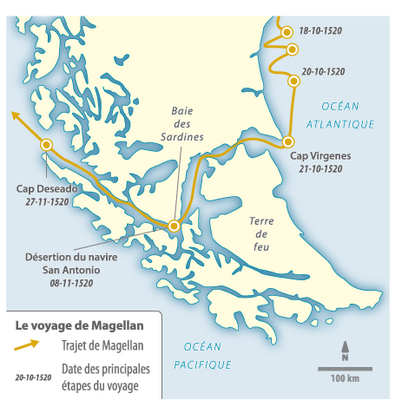 18-10-1520
20-10-1520
OCÉAN
ATLANTIQUE
Baie
des
Sardines
Cap Virgenes
21-10-1520
Cap Deseado
27-11-1520
Terre
de
feu
Désertion du navire
San Antonio
08-11-1520
OCÉAN
PACIFIQUE
Le voyage de Magellan
Trajet de Magellan
20-10-1520 Date des principales
étapes du voyage
N
100 km